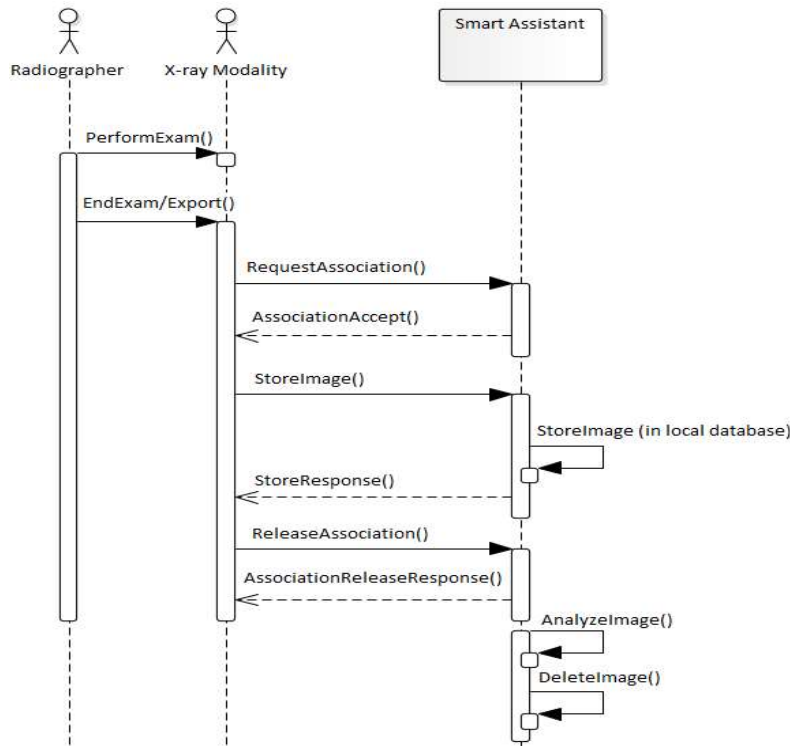 Smart Assistant
Radiographer
X-ray Modality
PerformExam()
EndExam/Export()
RequestAssociation()
AssociationAccept()
StoreImage()
StoreImage (in local database)
StoreResponse()
ReleaseAssociation()
AssociationReleaseResponse()
AnalyzeImage()
DeleteImage()